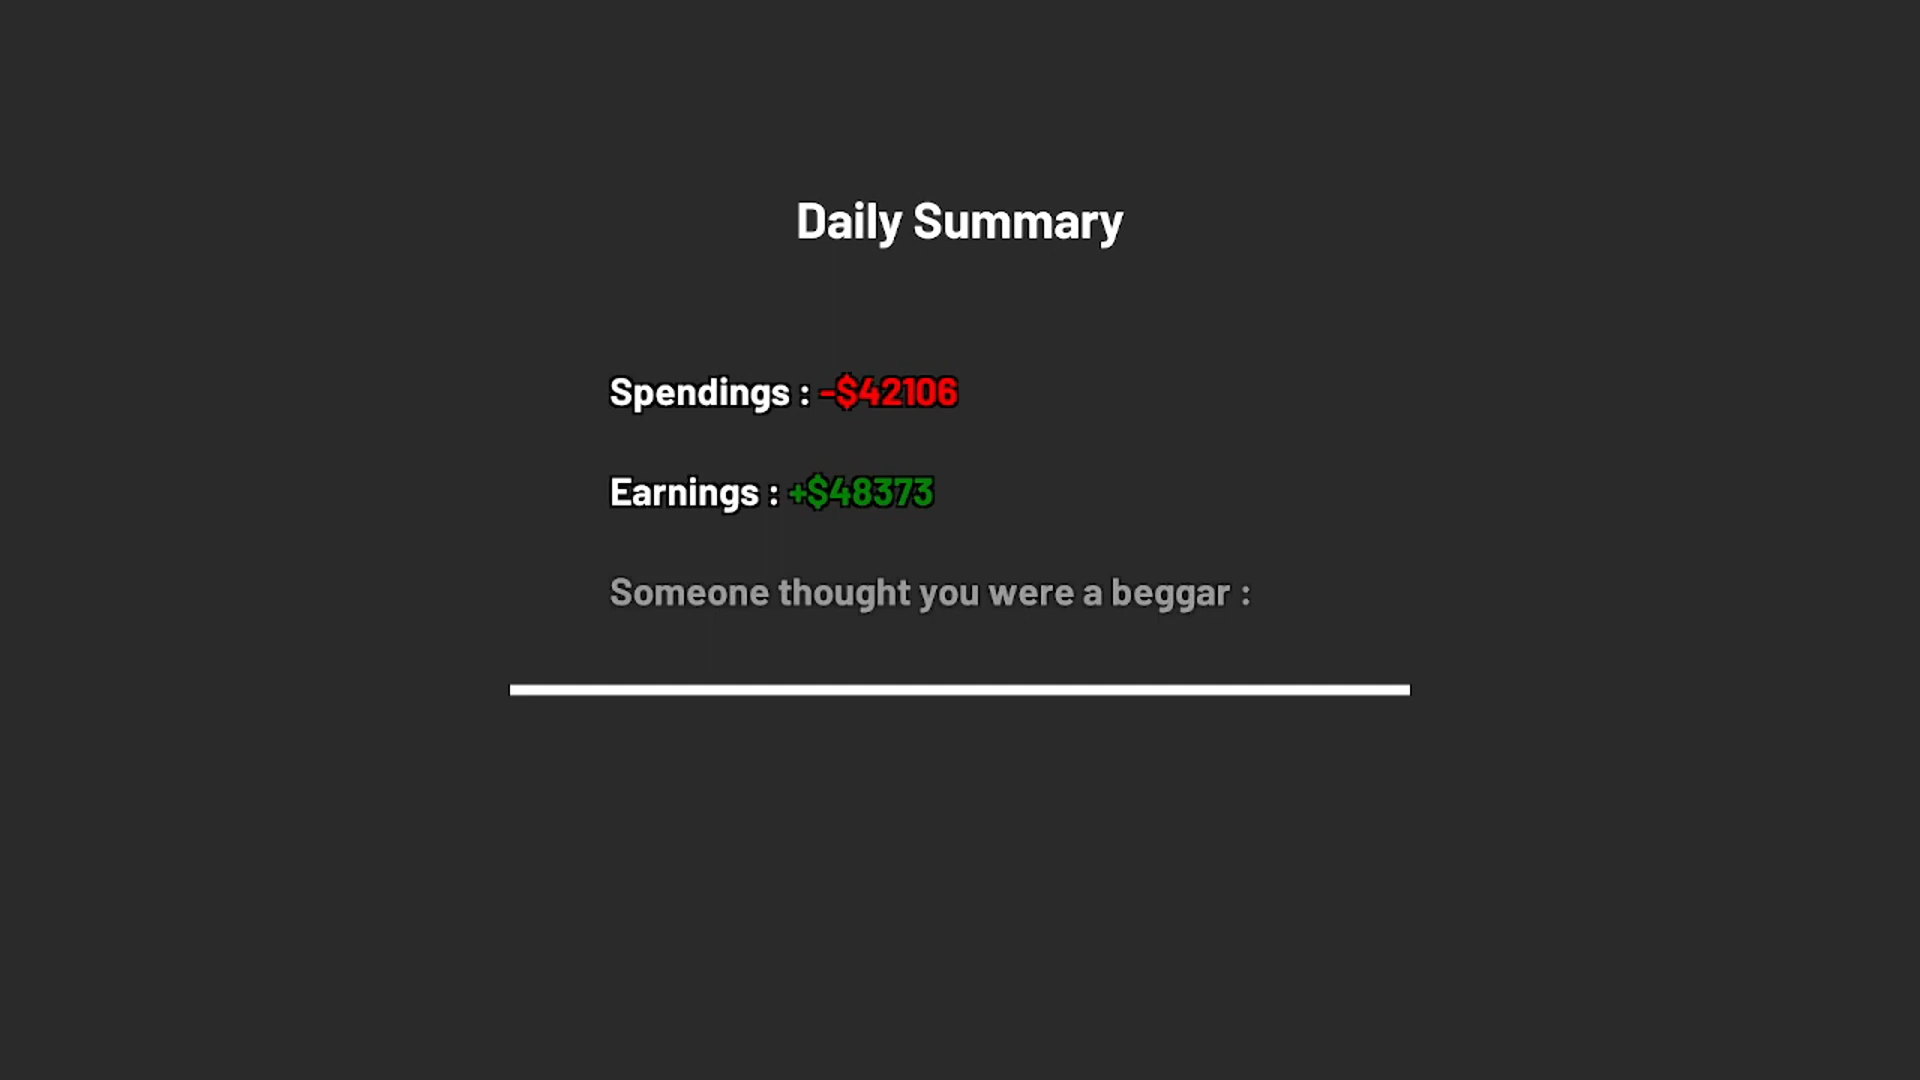 Daily Summary
Spendings : -$42106
Earnings : +$48373
Someone thought you were a beggar :